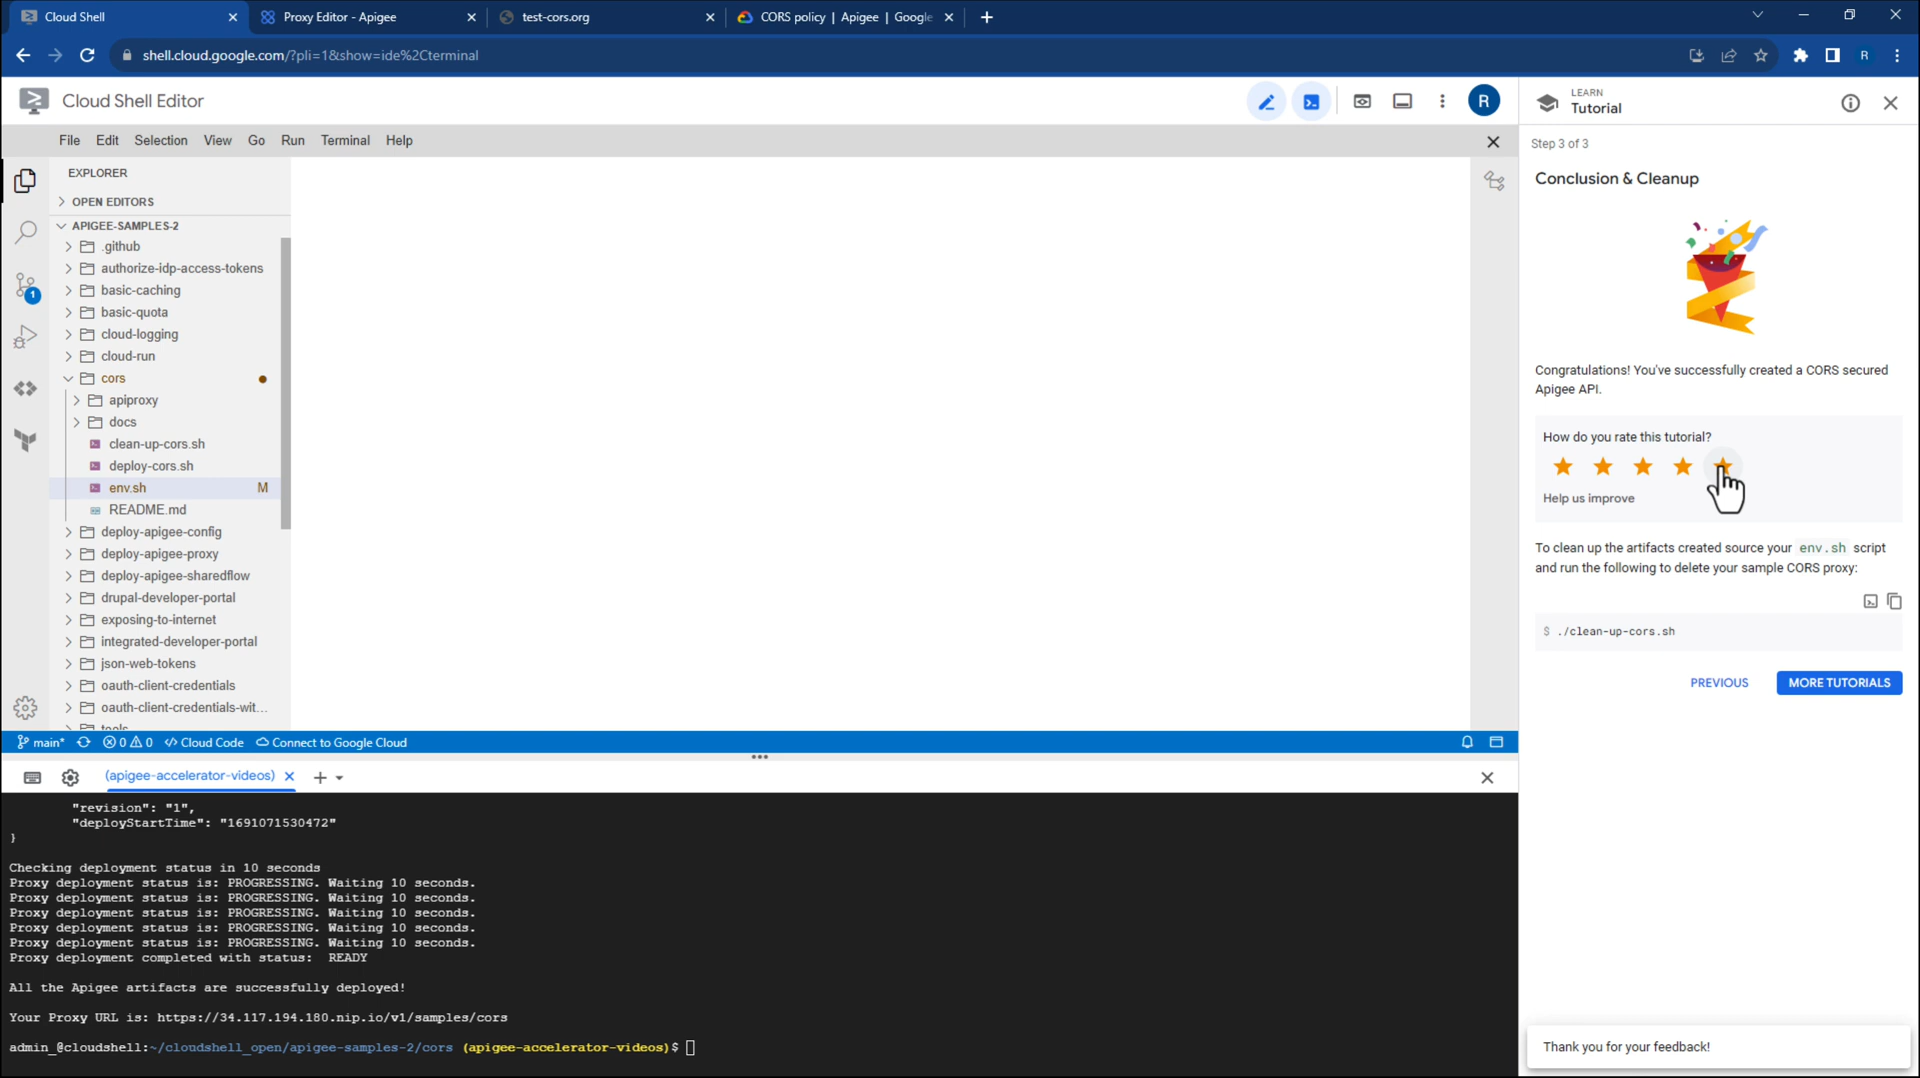 Cloud Shell
Proxy Editor - Apigee
test-cors.org
CORS policy | Apigee | Google
shell.cloud.google.com/?pli=1&show=ide%2Cterminal
R
Cloud Shell Editor
R
LEARN
Tutorial
File Edit Selection View Go Run Terminal Help
Step 3 of 3
EXPLORER
Conclusion & Cleanup
OPEN EDITORS
APIGEE-SAMPLES-2
.github
authorize-idp-access-tokens
basic-caching
1
basic-quota
cloud-logging
cloud-run
cors
apiproxy
docs
clean-up-cors.sh
deploy-cors.sh
env.sh M
README.md
deploy-apigee-config
deploy-apigee-proxy
deploy-apigee-sharedflow
drupal-developer-portal
exposing-to-internet
integrated-developer-portal
json-web-tokens
oauth-client-credentials
oauth-client-credentials-wit...
tools
Congratulations! You've successfully created a CORS secured
Apigee API.
How do you rate this tutorial?
Help us improve
To clean up the artifacts created source your env.sh script
and run the following to delete your sample CORS proxy:
$ ./clean-up-cors.sh
PREVIOUS
MORE TUTORIALS
main* 0 0 Cloud Code Connect to Google Cloud
(apigee-accelerator-videos)
"revision": "1",
"deployStartTime": "1691071530472"
}
Checking deployment status in 10 seconds
Proxy deployment status is: PROGRESSING. Waiting 10 seconds.
Proxy deployment status is: PROGRESSING. Waiting 10 seconds.
Proxy deployment status is: PROGRESSING. Waiting 10 seconds.
Proxy deployment status is: PROGRESSING. Waiting 10 seconds.
Proxy deployment status is: PROGRESSING. Waiting 10 seconds.
Proxy deployment completed with status: READY
All the Apigee artifacts are successfully deployed!
Your Proxy URL is: https://34.117.194.180.nip.io/v1/samples/cors
admin_@cloudshell:~/cloudshell_open/apigee-samples-2/cors (apigee-accelerator-videos)$
Thank you for your feedback!